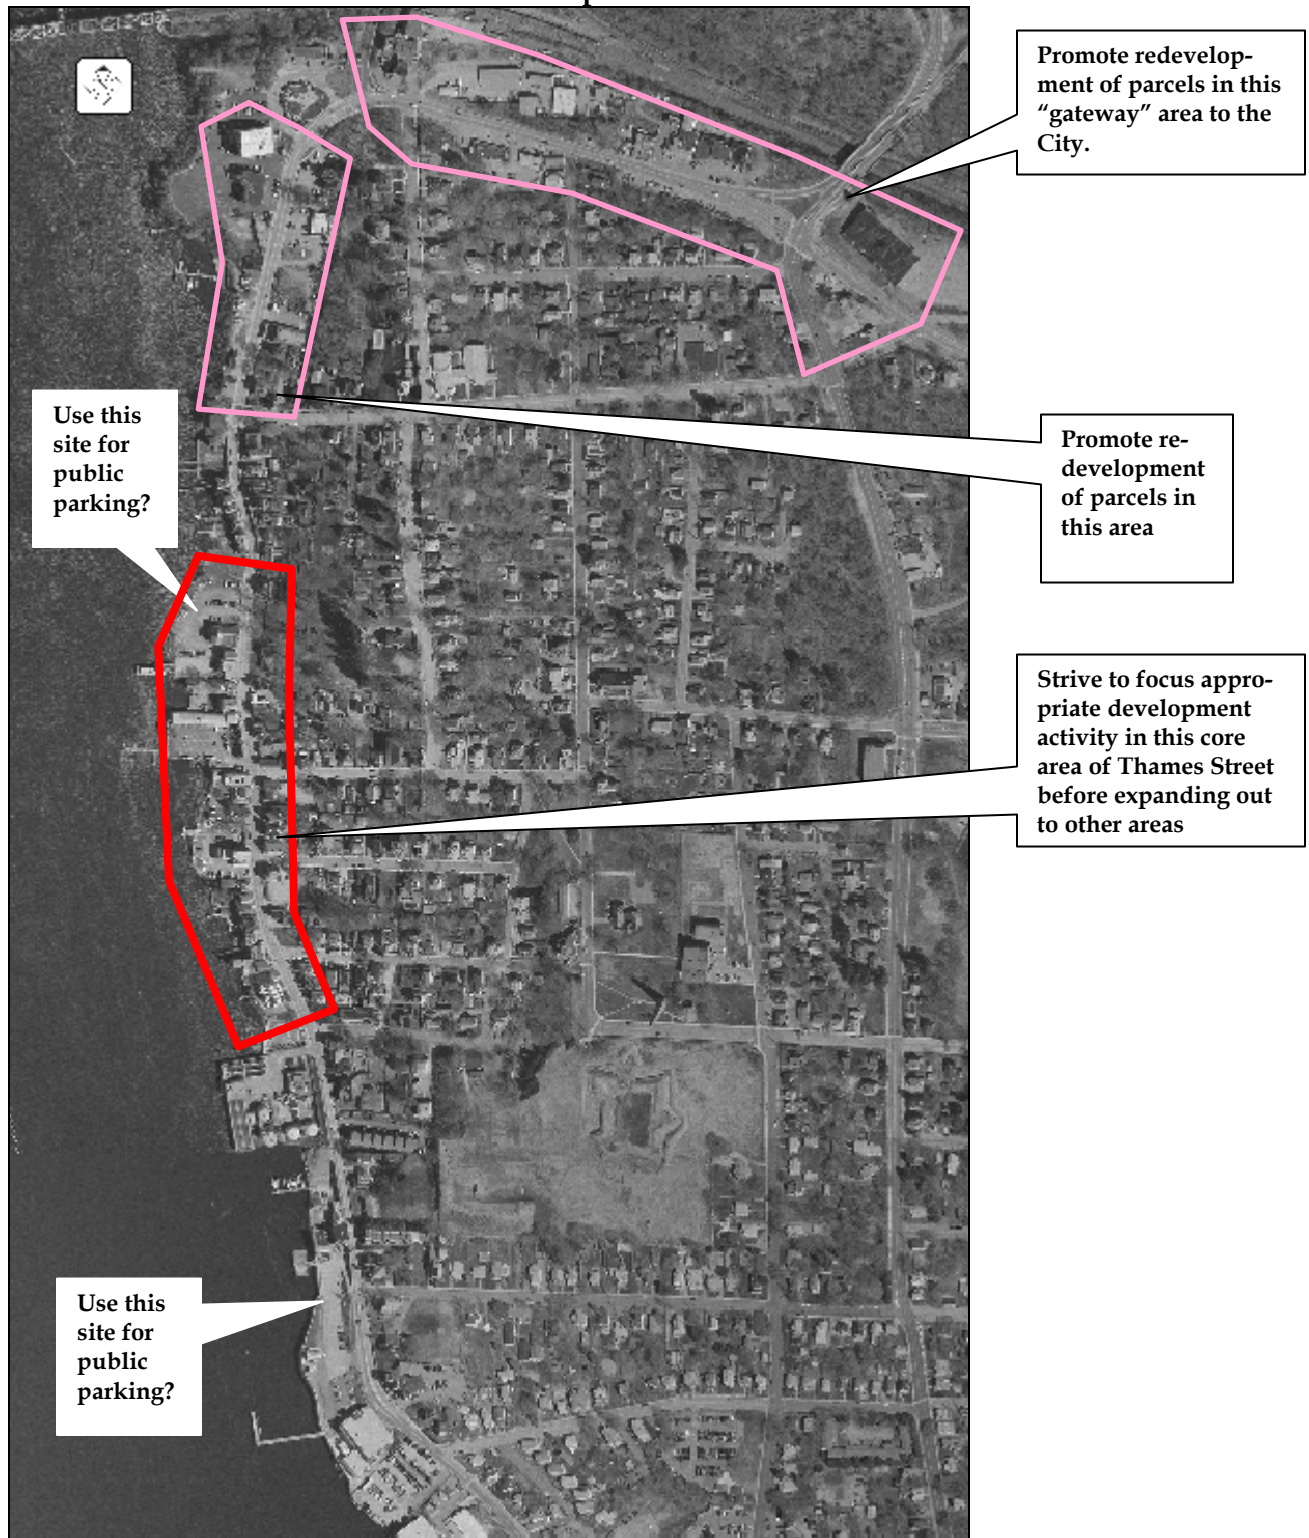 Promote redevelop-
ment of parcels in this
“gateway” area to the
City.
Use this
site for
public
parking?
Promote re-
development
of parcels in
this area
Strive to focus appro-
priate development
activity in this core
area of Thames Street
before expanding out
to other areas
Use this
site for
public
parking?